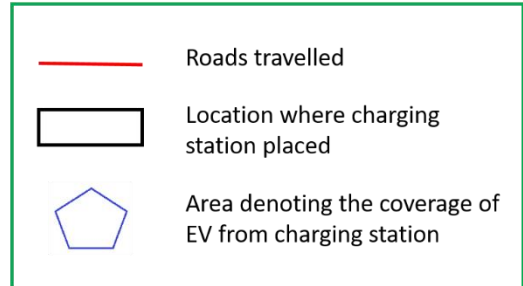 Roads travelled
Location where charging
station placed
Area denoting the coverage of
EV from charging station